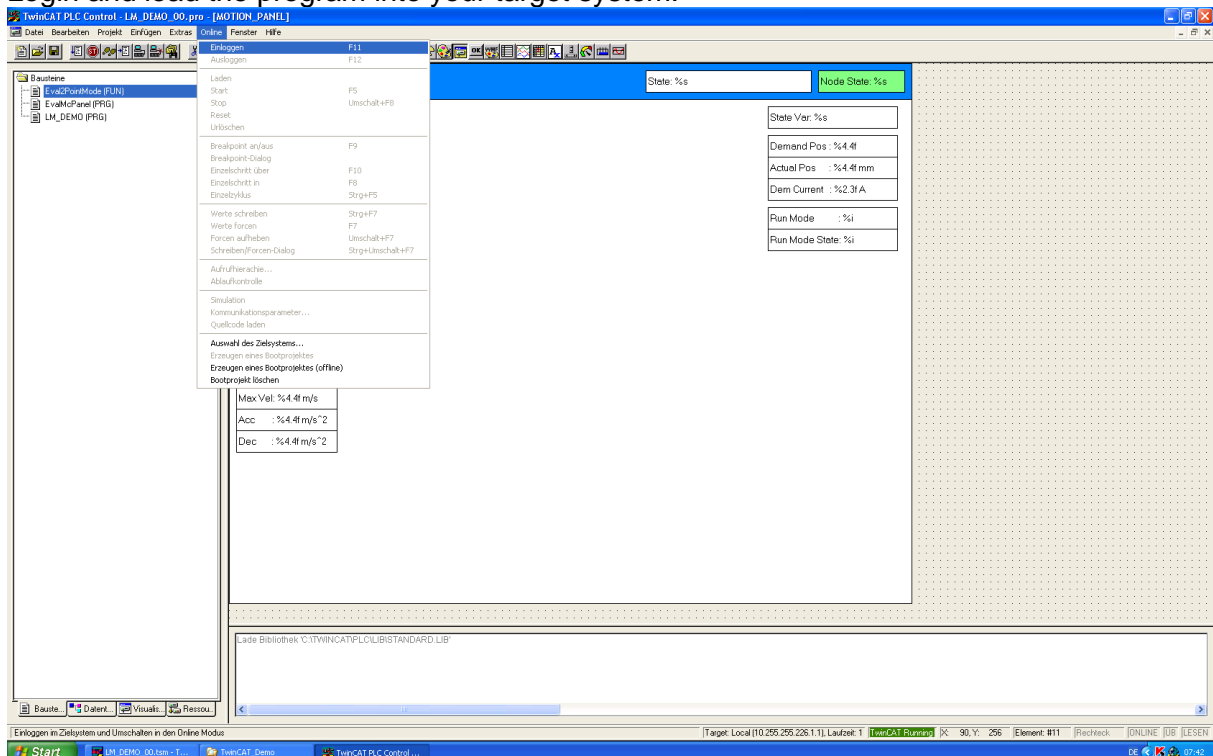 Login and load the program into your target system.
TwinCAT PLC Control - LM_DEMO_00.pro - [MOTION_PANEL]
Datei Bearbeiten Projekt Einfügen Extras Online Fenster Hilfe
Einloggen F11
Ausloggen F12
Laden
Start F5
Stop Umschalt+F8
Reset
Urlöschen
Breakpoint an/aus F9
Breakpoint-Dialog
Einzelschritt über F10
Einzelschritt in F8
Einzelzyklus Strg+F5
Werte schreiben Strg+F7
Werte forcen F7
Forcen aufheben Umschalt+F7
Schreiben/Forcen-Dialog Strg+Umschalt+F7
Aufrufhierachie...
Ablaufkontrolle
Simulation
Kommunikationsparameter...
Quellcode laden
Auswahl des Zielsystems...
Erzeugen eines Bootprojektes
Erzeugen eines Bootprojektes (offline)
Bootprojekt löschen
Bausteine
Eval2PointMode (FUN)
EvalMcPanel (PRG)
LM_DEMO (PRG)
State: %s
Node State: %s
State Var: %s
Demand Pos : %4.4f
Actual Pos : %4.4f mm
Dem Current : %2.3f A
Run Mode : %i
Run Mode State: %i
Max Vel: %4.4f m/s
Acc : %4.4f m/s^2
Dec : %4.4f m/s^2
Lade Bibliothek 'C:\TWINCAT\PLC\LIB\STANDARD.LIB'
Bauste... Datent... Visualis... Ressou...
Einloggen im Zielsystem und Umschalten in den Online Modus
Target: Local (10.255.255.226.1.1), Laufzeit: 1 TwinCAT Running X: 90, Y: 256 Element: #11 Rechteck ONLINE ÜB LESEN
Start LM_DEMO_00.tsm - T... TwinCAT_Demo TwinCAT PLC Control ... DE 07:42